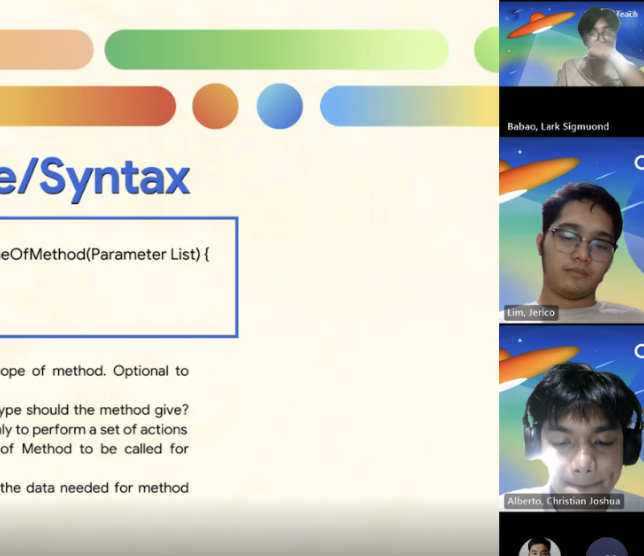 e/Syntax
eOfMethod(Parameter List) {
ope of method. Optional to
ype should the method give?
ly to perform a set of actions
of Method to be called for
the data needed for method
Teach
Babao, Lark Sigmuond
Lim, Jerico
Alberto, Christian Joshua